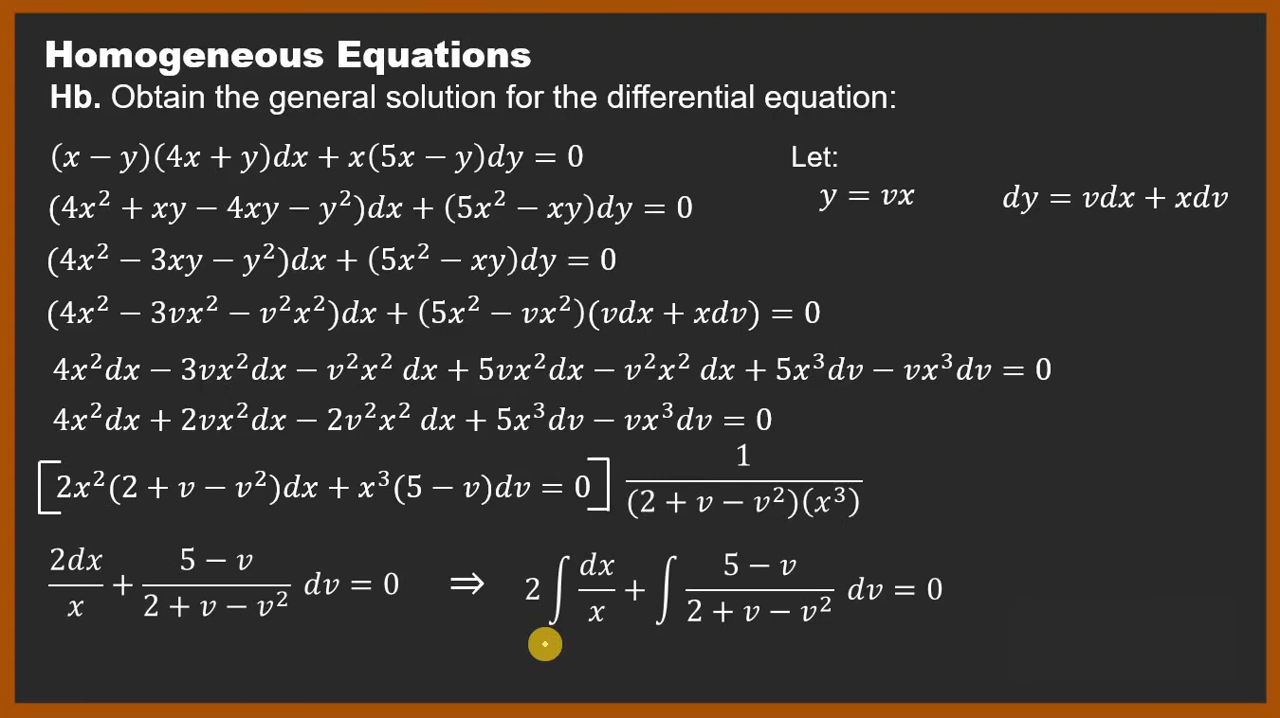 Homogeneous Equations
Hb. Obtain the general solution for the differential equation:
(x − y)(4x + y)dx + x(5x − y)dy = 0
Let:
y = vx
dy = vdx + xdv
(4x² + xy − 4xy − y²)dx + (5x² − xy)dy = 0
(4x² − 3xy − y²)dx + (5x² − xy)dy = 0
(4x² − 3vx² − v²x²)dx + (5x² − vx²)(vdx + xdv) = 0
4x²dx − 3vx²dx − v²x² dx + 5vx²dx − v²x² dx + 5x³dv − vx³dv = 0
4x²dx + 2vx²dx − 2v²x² dx + 5x³dv − vx³dv = 0
[2x²(2 + v − v²)dx + x³(5 − v)dv = 0] 1/((2 + v − v²)(x³))
2dx/x + (5 − v)/(2 + v − v²) dv = 0 ⇒ 2 ∫ dx/x + ∫ (5 − v)/(2 + v − v²) dv = 0